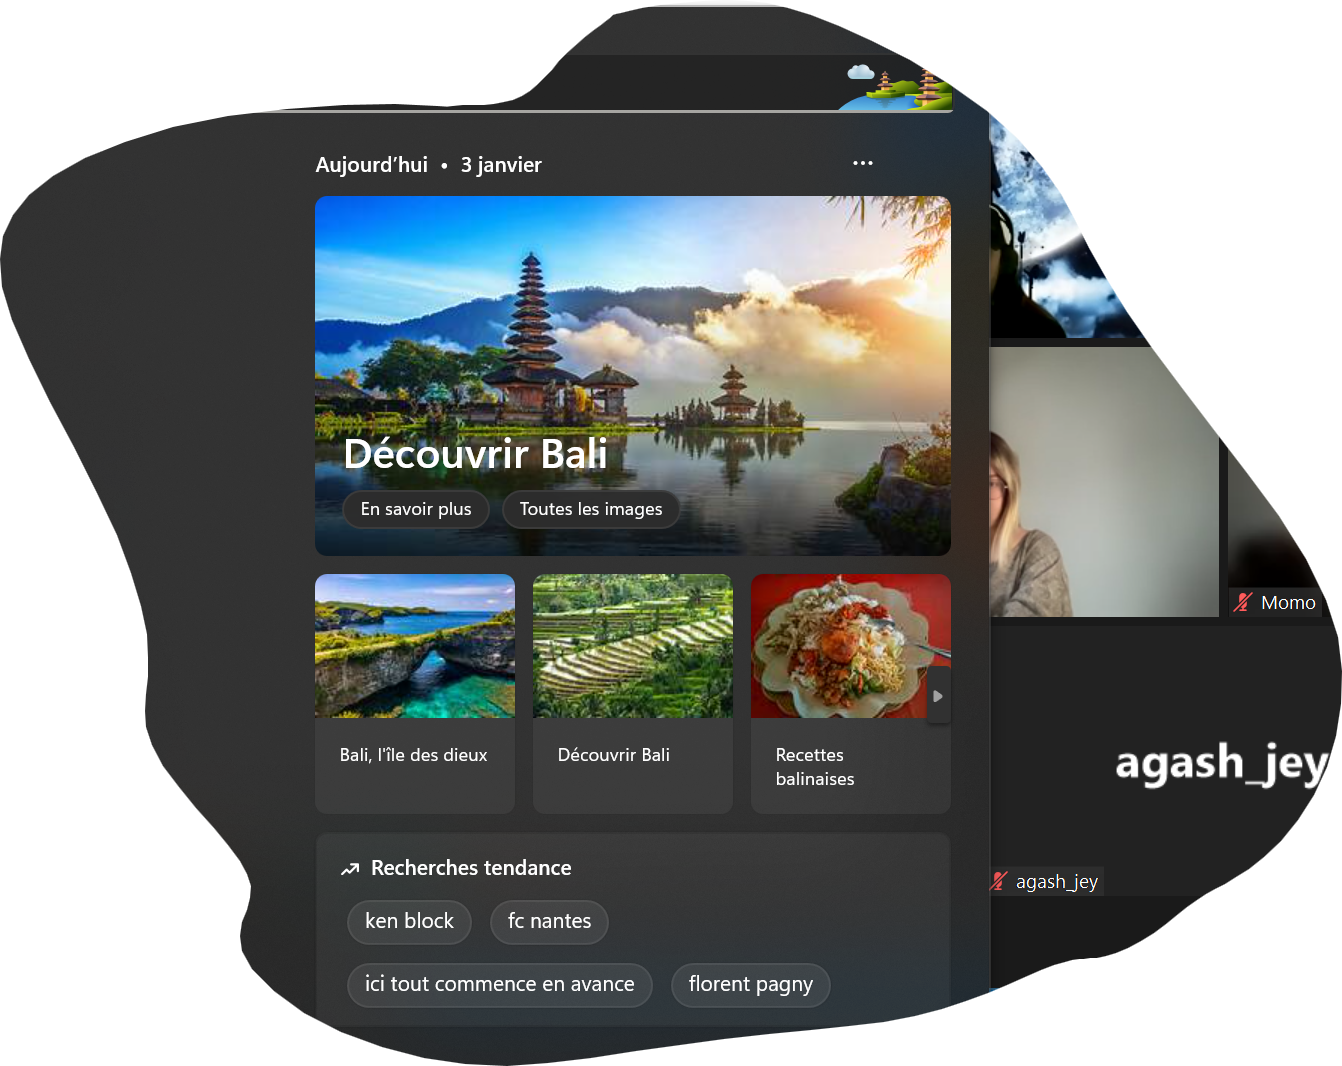 Aujourd’hui • 3 janvier
Découvrir Bali
En savoir plus
Toutes les images
Bali, l'île des dieux
Découvrir Bali
Recettes
balinaises
Recherches tendance
ken block
fc nantes
ici tout commence en avance
florent pagny
Momo
agash_jey
agash_jey